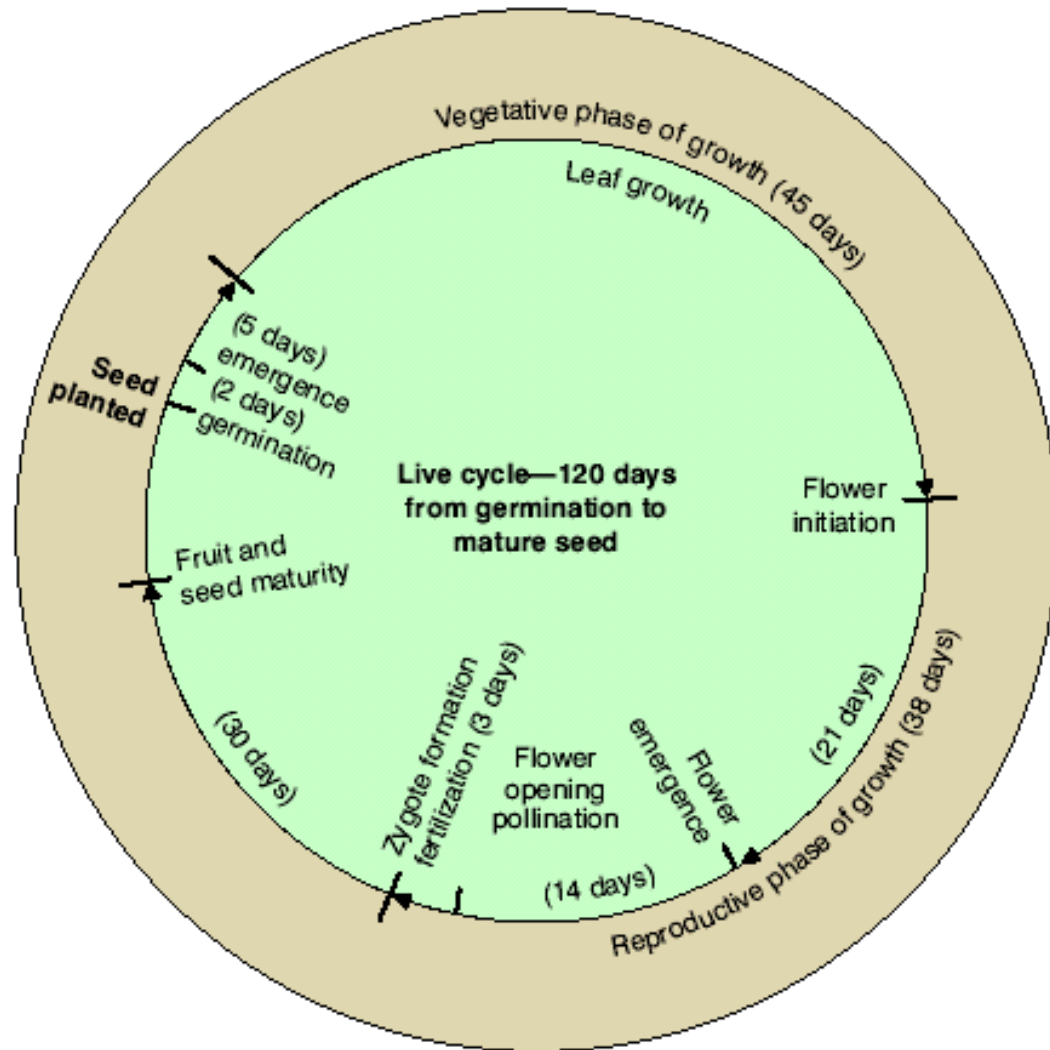 Vegetative phase of growth (45 days)
Leaf growth
(5 days)
emergence
(2 days)
germination
Seed
planted
Live cycle—120 days
from germination to
mature seed
Flower
initiation
Fruit and
seed maturity
(21 days)
Reproductive phase of growth (38 days)
Flower
emergence
Flower
opening
pollination
(14 days)
Zygote formation
fertilization (3 days)
(30 days)